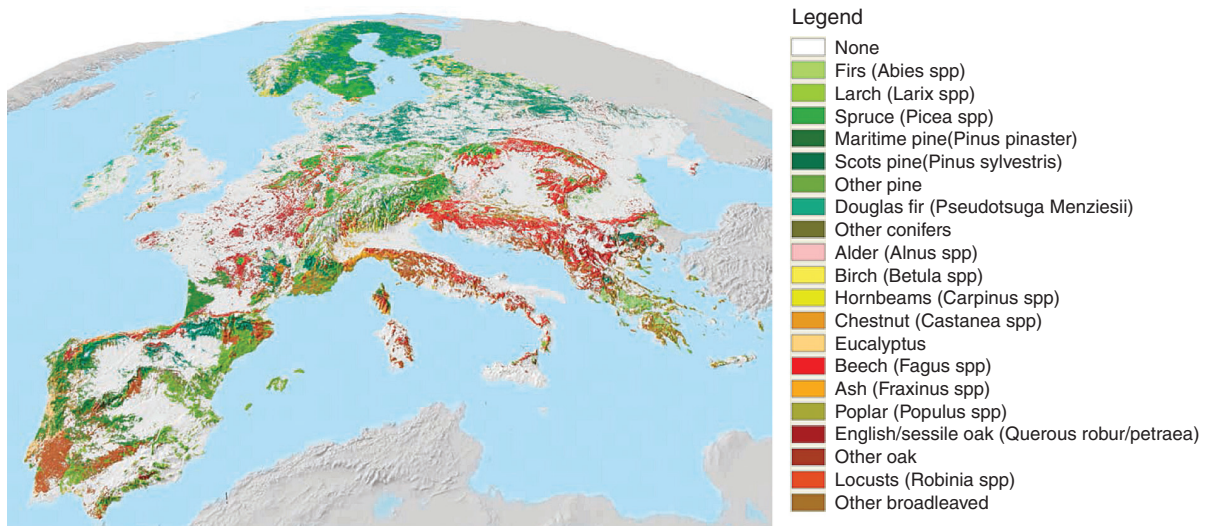 Legend
None
Firs (Abies spp)
Larch (Larix spp)
Spruce (Picea spp)
Maritime pine(Pinus pinaster)
Scots pine(Pinus sylvestris)
Other pine
Douglas fir (Pseudotsuga Menziesii)
Other conifers
Alder (Alnus spp)
Birch (Betula spp)
Hornbeams (Carpinus spp)
Chestnut (Castanea spp)
Eucalyptus
Beech (Fagus spp)
Ash (Fraxinus spp)
Poplar (Populus spp)
English/sessile oak (Querous robur/petraea)
Other oak
Locusts (Robinia spp)
Other broadleaved